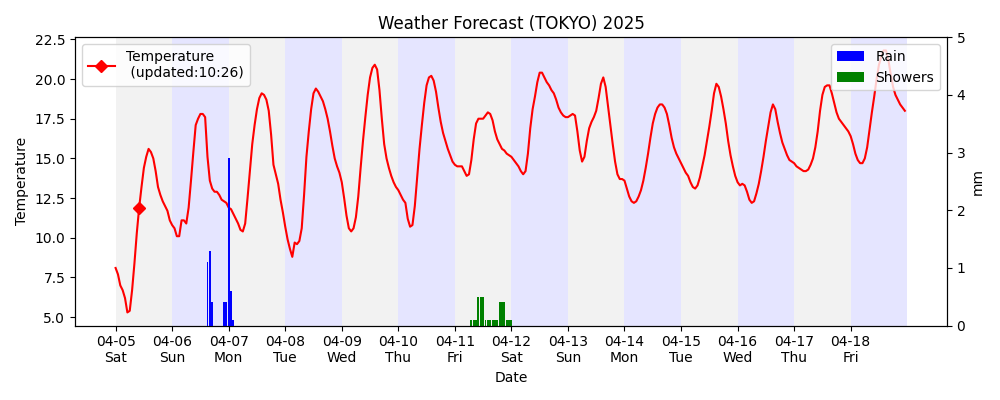 Weather Forecast (TOKYO) 2025
Temperature
(updated:10:26)
Rain
Showers
Temperature
22.5
20.0
17.5
15.0
12.5
10.0
7.5
5.0
5
4
3
2
1
0
mm
04-05 04-06 04-07 04-08 04-09 04-10 04-11 04-12 04-13 04-14 04-15 04-16 04-17 04-18
Sat Sun Mon Tue Wed Thu Fri Sat Sun Mon Tue Wed Thu Fri
Date